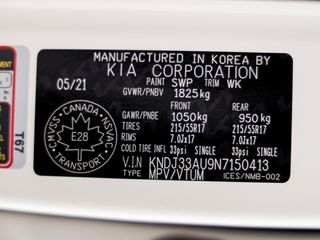 MANUFACTURED IN KOREA BY
KIA CORPORATION
05/21 PAINT SWP TRIM WK
GVWR/PNBV 1825kg
FRONT REAR
GAWR/PNBE 1050kg 950kg
TIRES 215/55R17 215/55R17
RIMS 7.0Jx17 7.0Jx17
COLD TIRE INFL 33psi SINGLE 33psi SINGLE
V.I.N KNDJ33AU9N7150413
TYPE MPV/VTUM ICES/NMB-002
CMVSS • CANADA • NSVAC
E28
TRANSPORT
T67